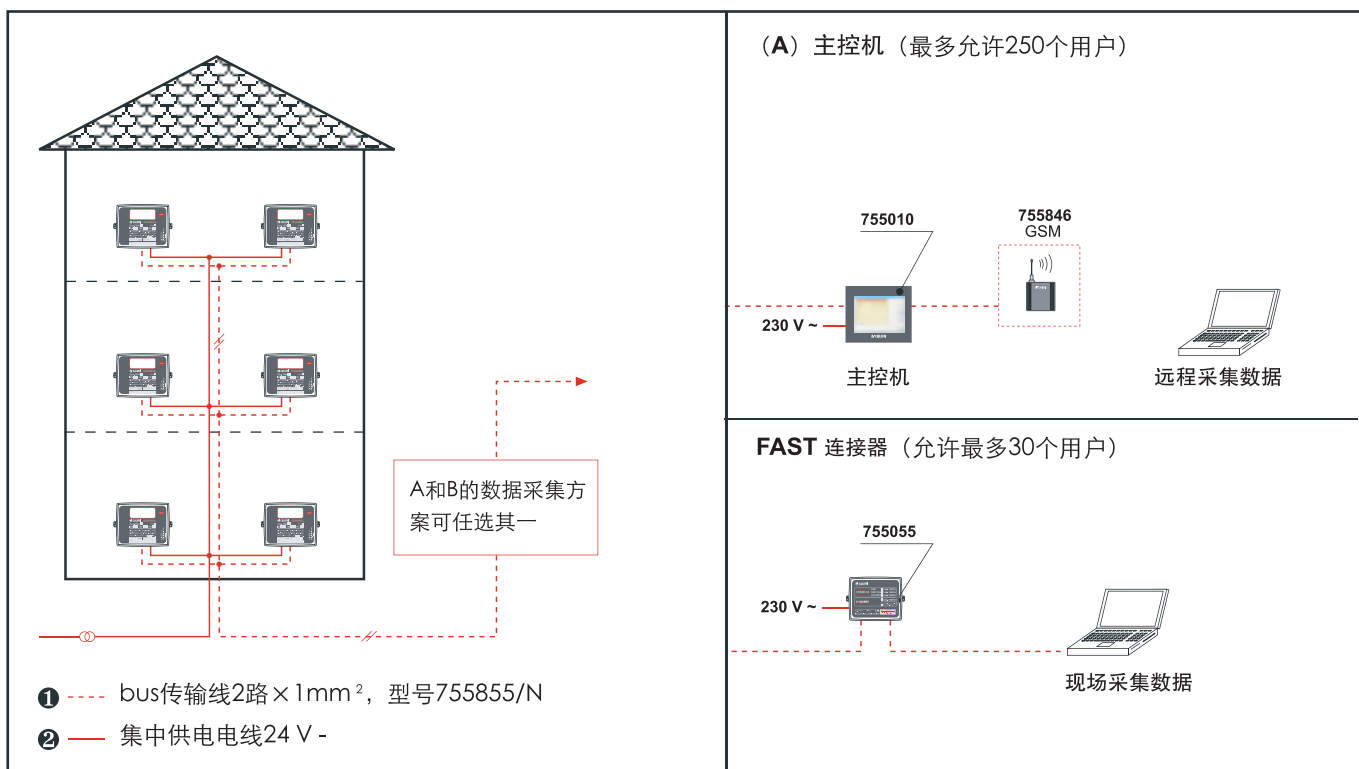 A和B的数据采集方
案可任选其一
❶ bus传输线2路×1mm²，型号755855/N
❷ 集中供电电线24 V -
（A）主控机（最多允许250个用户）
755010
755846
GSM
230 V ~
主控机
远程采集数据
FAST 连接器（允许最多30个用户）
755055
230 V ~
现场采集数据